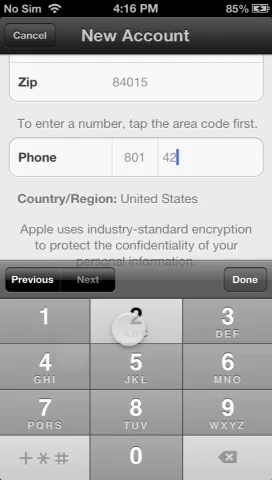 No Sim 4:16 PM 85%
Cancel New Account
Zip 84015
To enter a number, tap the area code first.
Phone 801 42
Country/Region: United States
Apple uses industry-standard encryption
to protect the confidentiality of your
personal information.
Previous Next Done
1 2 3
ABC DEF
4 5 6
GHI JKL MNO
7 8 9
PQRS TUV WXYZ
+*# 0